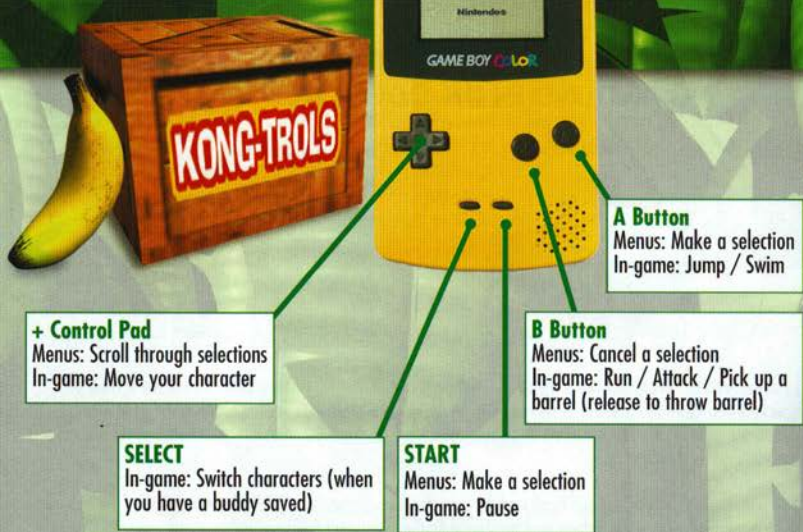 Nintendo®
GAME BOY COLOR
KONG-TROLS
A Button
Menus: Make a selection
In-game: Jump / Swim
+ Control Pad
Menus: Scroll through selections
In-game: Move your character
B Button
Menus: Cancel a selection
In-game: Run / Attack / Pick up a
barrel (release to throw barrel)
SELECT
In-game: Switch characters (when
you have a buddy saved)
START
Menus: Make a selection
In-game: Pause